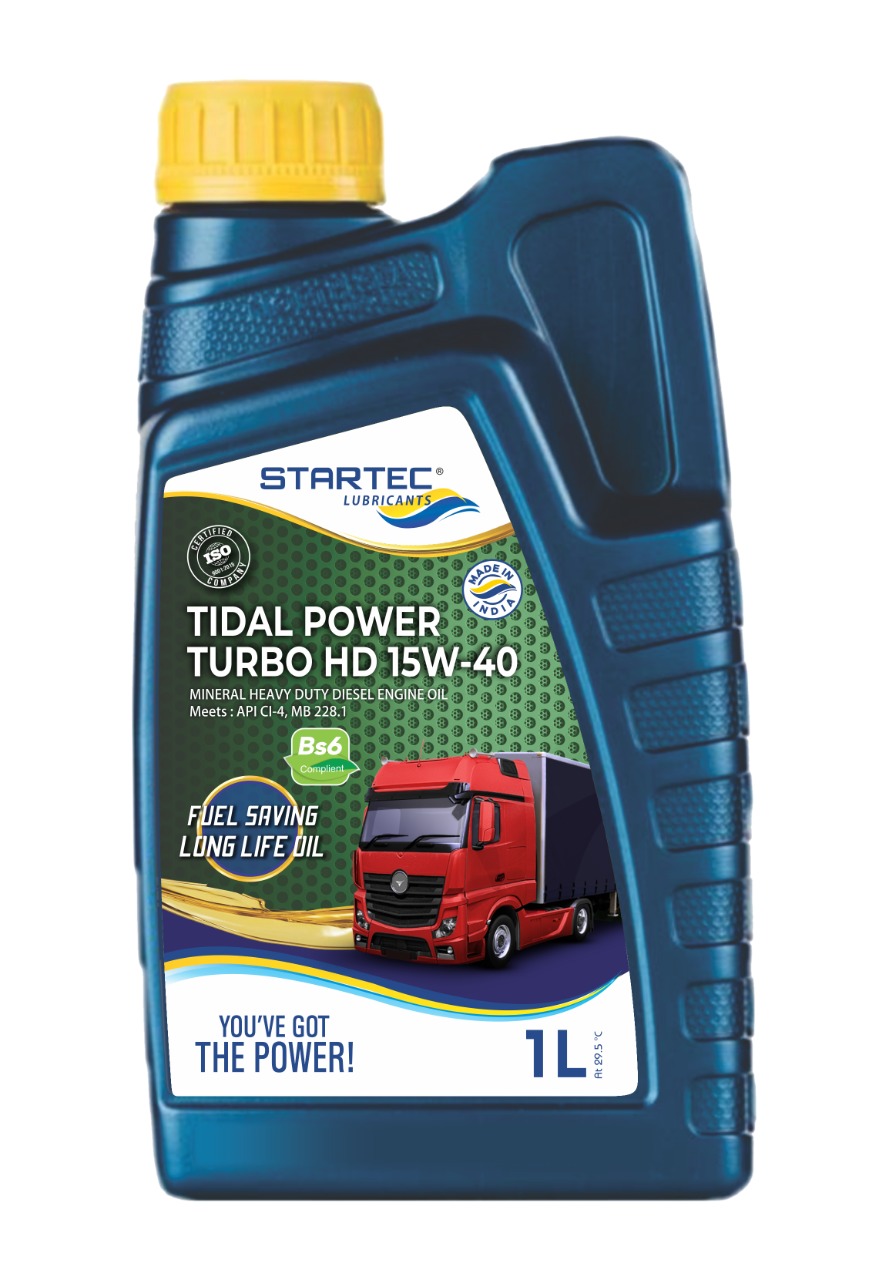 STARTEC®
LUBRICANTS
CERTIFIED
ISO
COMPANY
MADE IN
INDIA
TIDAL POWER
TURBO HD 15W-40
MINERAL HEAVY DUTY DIESEL ENGINE OIL
Meets : API CI-4, MB 228.1
Bs6
Complient
FUEL SAVING
LONG LIFE OIL
YOU'VE GOT
THE POWER!
1L
At 29.5 °C